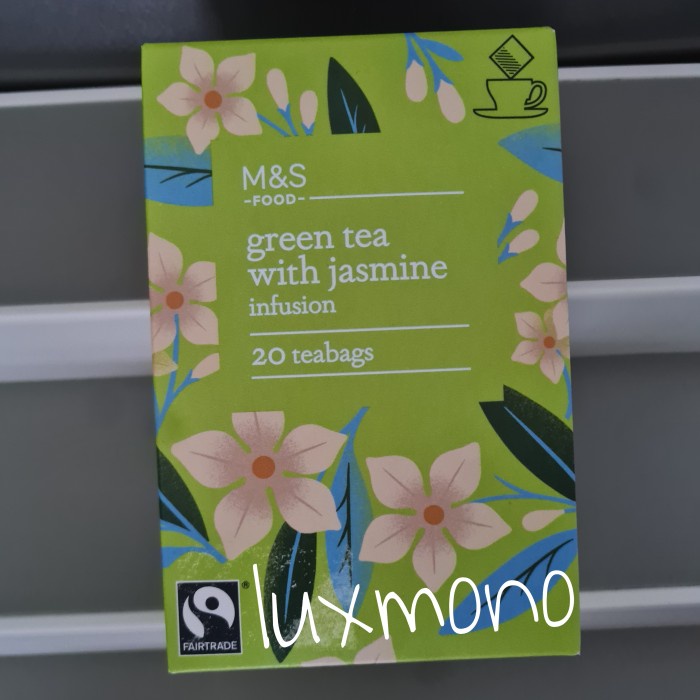 M&S
-FOOD-
green tea
with jasmine
infusion
20 teabags
FAIRTRADE
®
luxmono